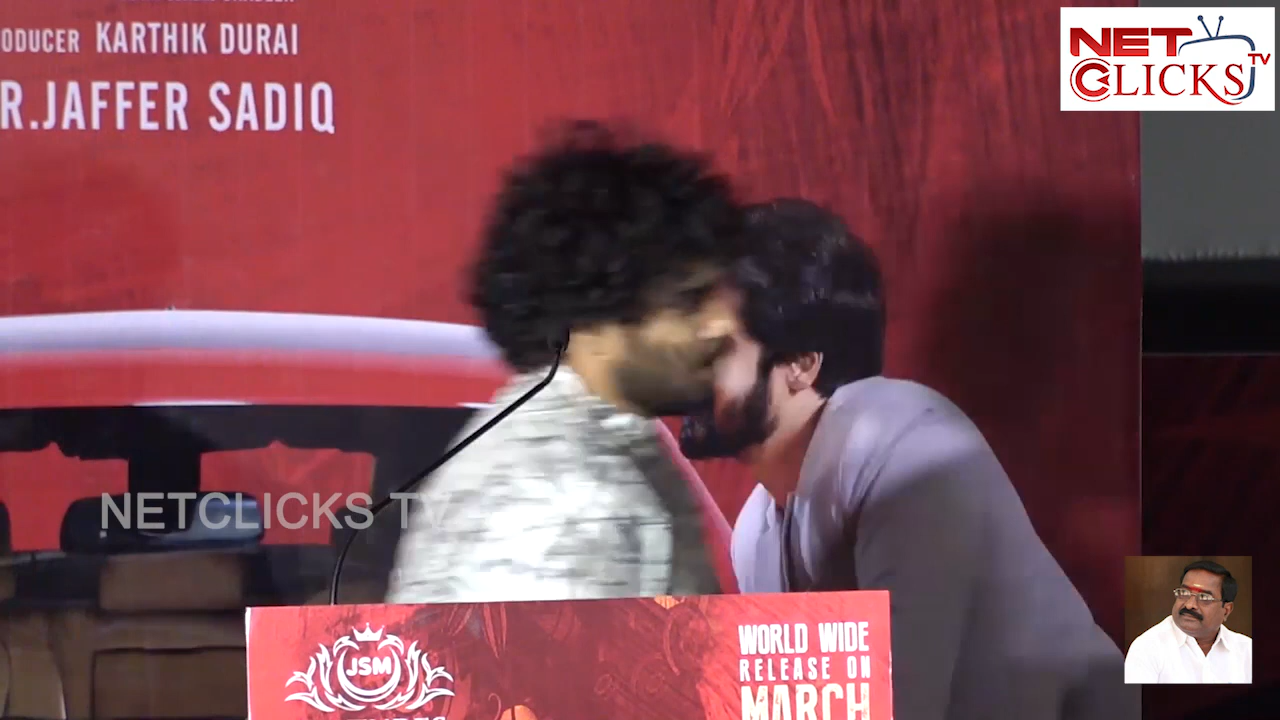 ODUCER KARTHIK DURAI
R.JAFFER SADIQ
NET
CLICKS TV
NETCLICKS TV
JSM
WORLD WIDE
RELEASE ON
MARCH